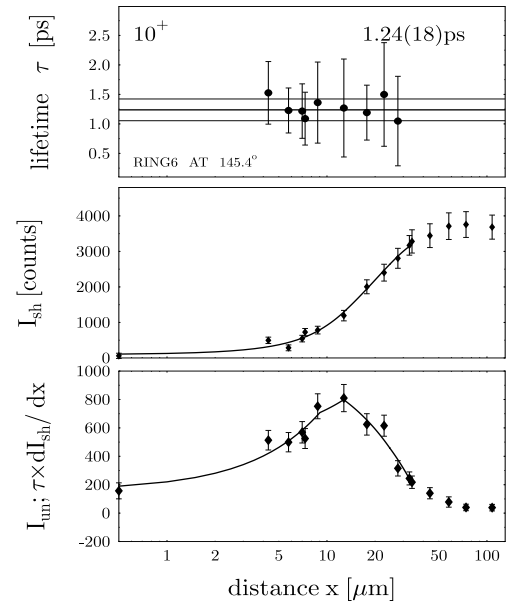 lifetime τ [ps]
2.5
2.0
1.5
1.0
0.5
10⁺ 1.24(18)ps
RING6 AT 145.4°
I_sh [counts]
4000
3000
2000
1000
0
I_un; τ×dI_sh/ dx
1000
800
600
400
200
0
-200
1 2 5 10 20 50 100
distance x [μm]